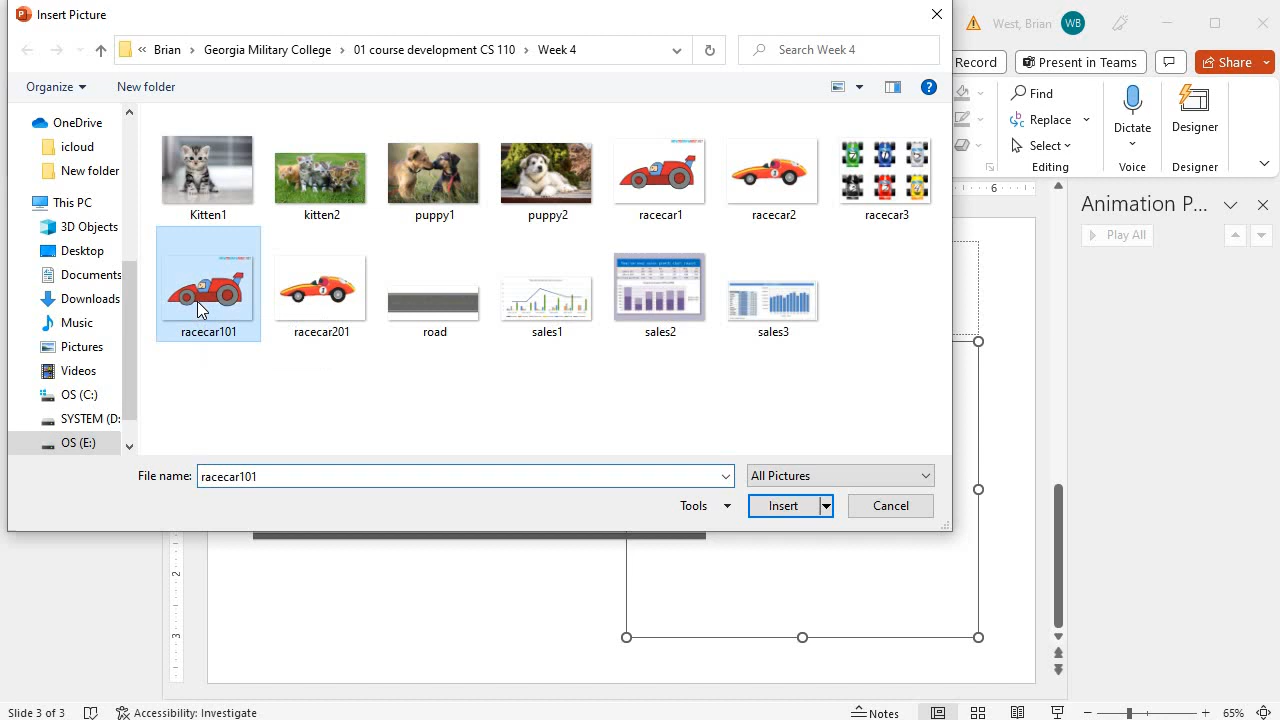 Insert Picture
West, Brian WB
« Brian › Georgia Military College › 01 course development CS 110 › Week 4
Search Week 4
Record
Present in Teams
Share
Organize
New folder
Find
Replace
Select
Editing
Dictate
Voice
Designer
Designer
OneDrive
icloud
New folder
This PC
3D Objects
Desktop
Documents
Downloads
Music
Pictures
Videos
OS (C:)
SYSTEM (D:
OS (E:)
Kitten1
kitten2
puppy1
puppy2
racecar1
racecar2
racecar3
racecar101
racecar201
road
sales1
sales2
sales3
6
Animation P...
Play All
File name: racecar101
All Pictures
Tools
Insert
Cancel
2
3
Slide 3 of 3
Accessibility: Investigate
Notes
65%